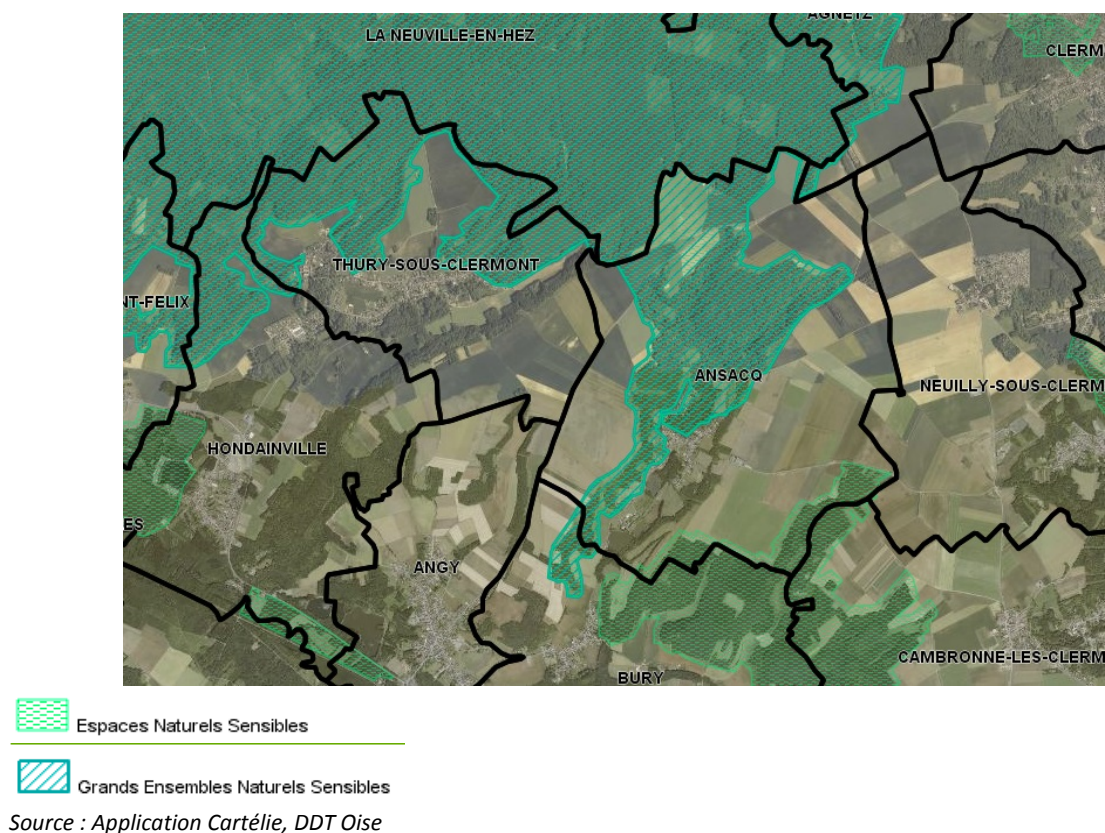 AGNETZ
LA NEUVILLE-EN-HEZ
CLERM
THURY-SOUS-CLERMONT
NT-FELIX
ANSACQ
NEUILLY-SOUS-CLERM
HONDAINVILLE
ES
ANGY
CAMBRONNE-LES-CLERM
BURY
Espaces Naturels Sensibles
Grands Ensembles Naturels Sensibles
Source : Application Cartélie, DDT Oise